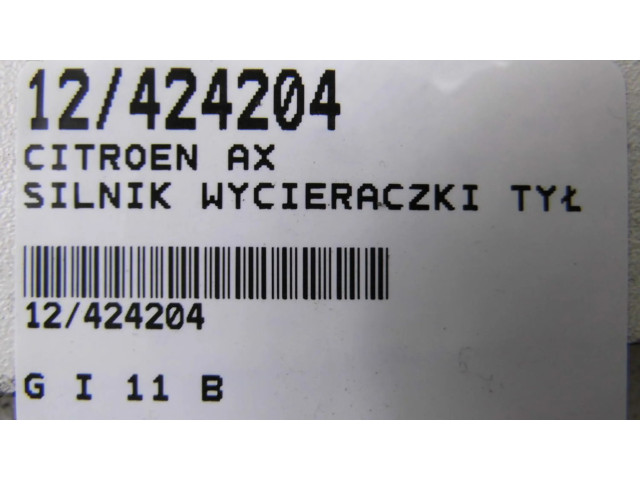 12/424204
CITROEN AX
SILNIK WYCIERACZKI TYŁ
12/424204
G I 11 B